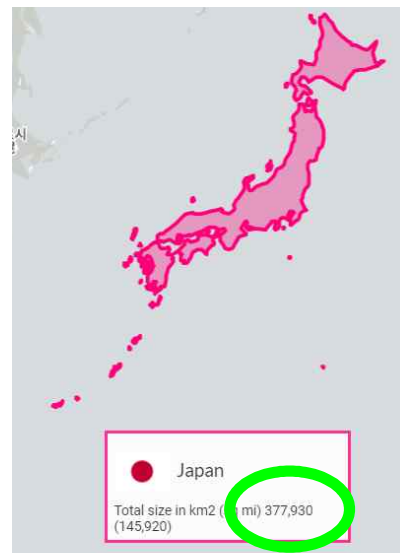 시
Japan
Total size in km2 ( mi) 377,930
(145,920)